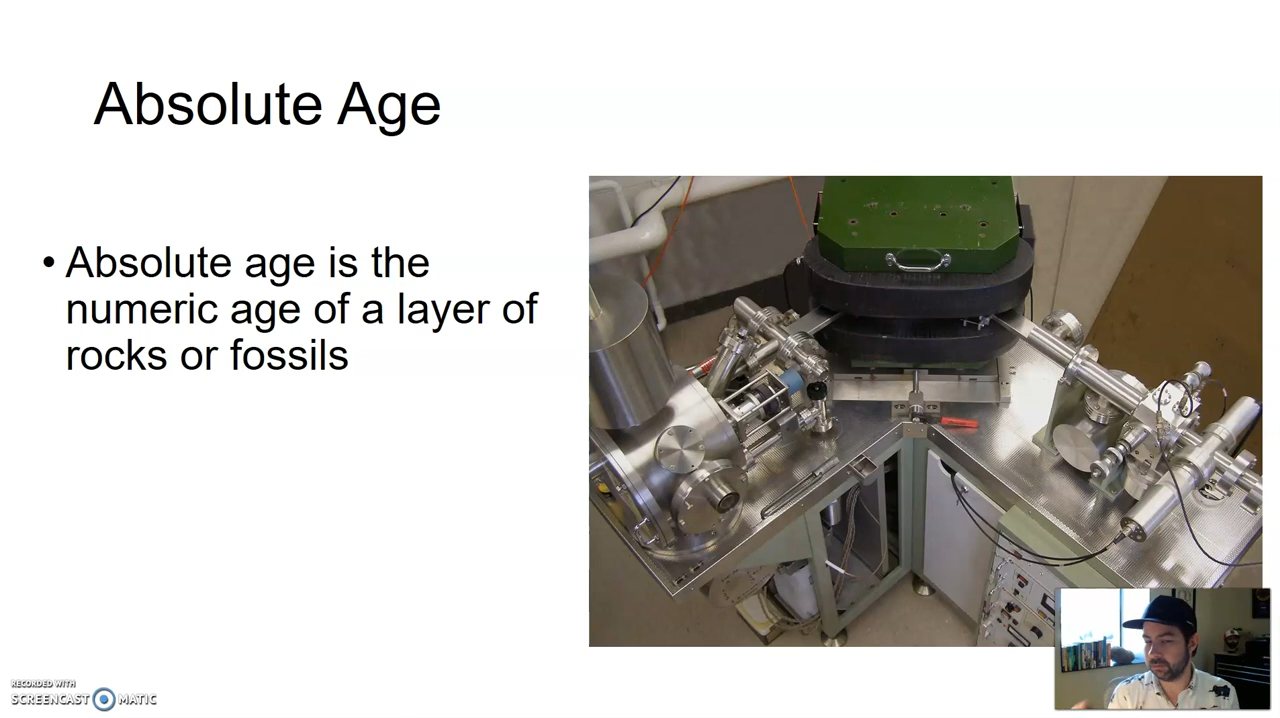 Absolute Age
• Absolute age is the
numeric age of a layer of
rocks or fossils
RECORDED WITH
SCREENCAST MATIC